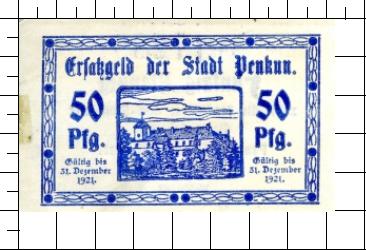 Ersatzgeld der Stadt Penkun.
50 Pfg.
Gültig bis
31. Dezember
1921.
50 Pfg.
Gültig bis
31. Dezember
1921.